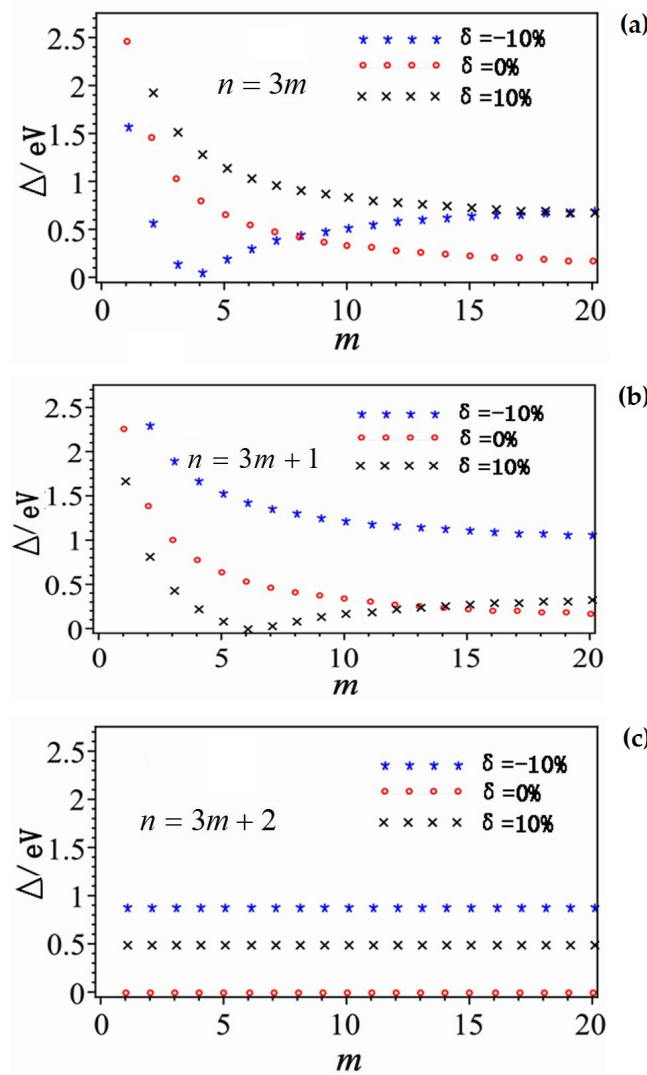 (a)
2.5
2
1.5
1
0.5
0
Δ/ eV
n = 3m
δ =-10%
δ =0%
δ =10%
0 5 10 15 20
m
(b)
2.5
2
1.5
1
0.5
0
Δ/ eV
n = 3m + 1
δ =-10%
δ =0%
δ =10%
0 5 10 15 20
m
(c)
2.5
2
1.5
1
0.5
0
Δ/ eV
n = 3m + 2
δ =-10%
δ =0%
δ =10%
0 5 10 15 20
m